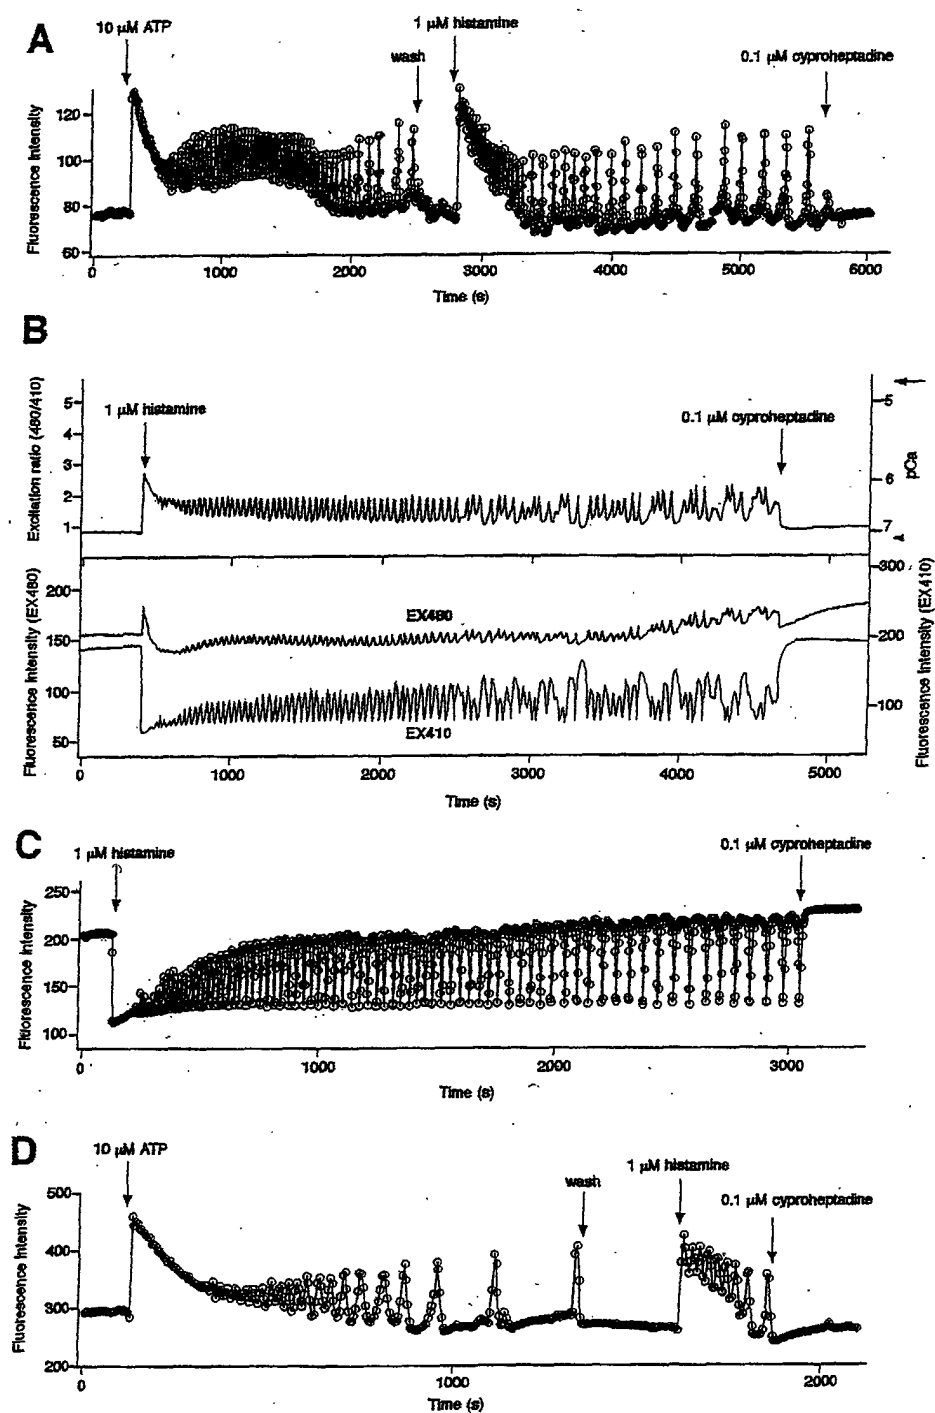 A
10 μM ATP
wash
1 μM histamine
0.1 μM cyproheptadine
Fluorescence Intensity
120
100
80
60
0
1000
2000
3000
4000
5000
6000
Time (s)
B
1 μM histamine
0.1 μM cyproheptadine
Excitation ratio (480/410)
5
4
3
2
1
5
6
7
pCa
Fluorescence Intensity (EX480)
200
150
100
50
EX480
EX410
300
200
100
Fluorescence Intensity (EX410)
0
1000
2000
3000
4000
5000
Time (s)
C
1 μM histamine
0.1 μM cyproheptadine
Fluorescence Intensity
250
200
150
100
0
1000
2000
3000
Time (s)
D
10 μM ATP
wash
1 μM histamine
0.1 μM cyproheptadine
Fluorescence Intensity
500
400
300
200
0
1000
2000
Time (s)